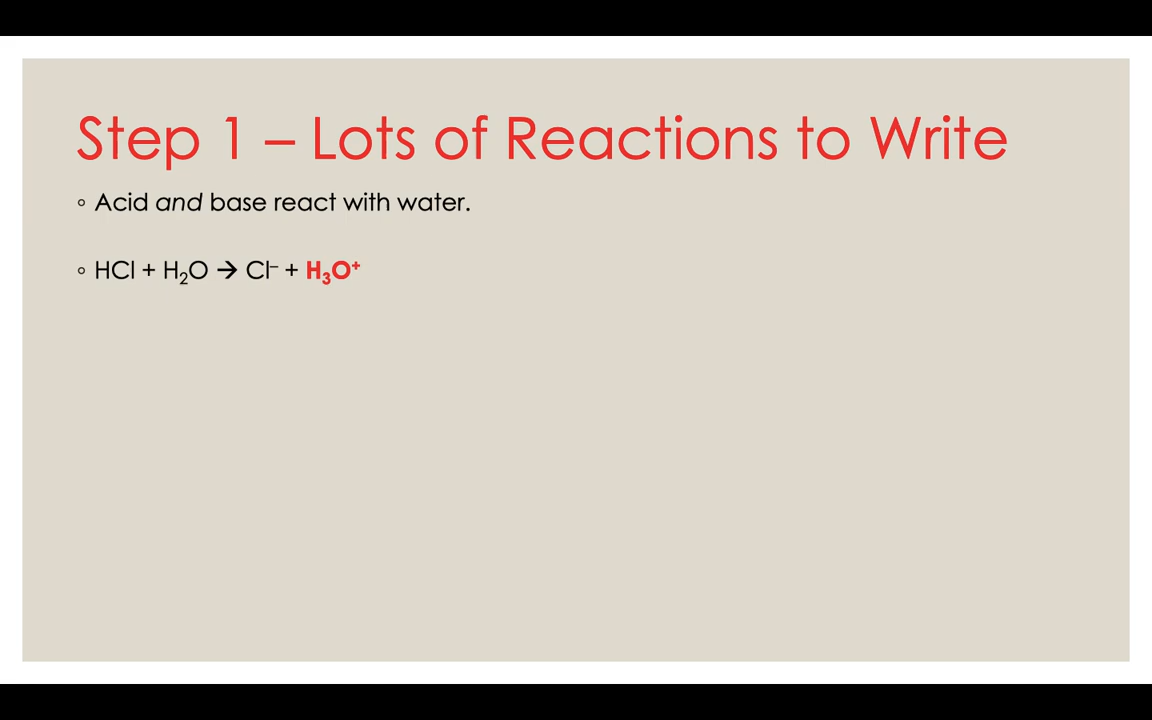 Step 1 – Lots of Reactions to Write
◦ Acid and base react with water.
◦ HCl + H₂O → Cl⁻ + H₃O⁺